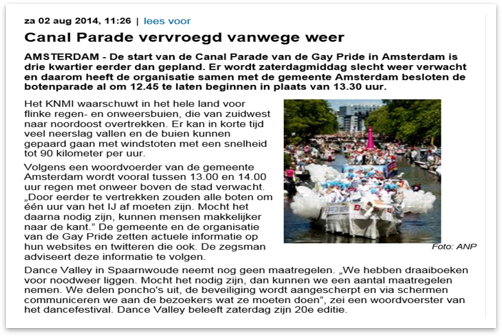 za 02 aug 2014, 11:26 | lees voor
Canal Parade vervroegd vanwege weer
AMSTERDAM - De start van de Canal Parade van de Gay Pride in Amsterdam is
drie kwartier eerder dan gepland. Er wordt zaterdagmiddag slecht weer verwacht
en daarom heeft de organisatie samen met de gemeente Amsterdam besloten de
botenparade al om 12.45 te laten beginnen in plaats van 13.30 uur.
Het KNMI waarschuwt in het hele land voor
flinke regen- en onweersbuien, die van zuidwest
naar noordoost overtrekken. Er kan in korte tijd
veel neerslag vallen en de buien kunnen
gepaard gaan met windstoten met een snelheid
tot 90 kilometer per uur.
Volgens een woordvoerder van de gemeente
Amsterdam wordt vooral tussen 13.00 en 14.00
uur regen met onweer boven de stad verwacht.
„Door eerder te vertrekken zouden alle boten om
één uur van het IJ af moeten zijn. Mocht het
daarna nodig zijn, kunnen mensen makkelijker
naar de kant.“ De gemeente en de organisatie
van de Gay Pride zetten actuele informatie op
hun websites en twitteren die ook. De zegsman
adviseert deze informatie te volgen.
Foto: ANP
Dance Valley in Spaarnwoude neemt nog geen maatregelen. „We hebben draaiboeken
voor noodweer liggen. Mocht het nodig zijn, dan kunnen we een aantal maatregelen
nemen. We delen poncho's uit, de beveiliging wordt aangescherpt en via schermen
communiceren we aan de bezoekers wat ze moeten doen“, zei een woordvoerster van
het dancefestival. Dance Valley beleeft zaterdag zijn 20e editie.